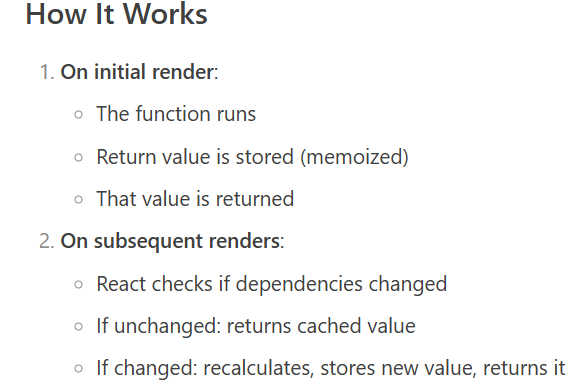 How It Works
1. On initial render:
○ The function runs
○ Return value is stored (memoized)
○ That value is returned
2. On subsequent renders:
○ React checks if dependencies changed
○ If unchanged: returns cached value
○ If changed: recalculates, stores new value, returns it